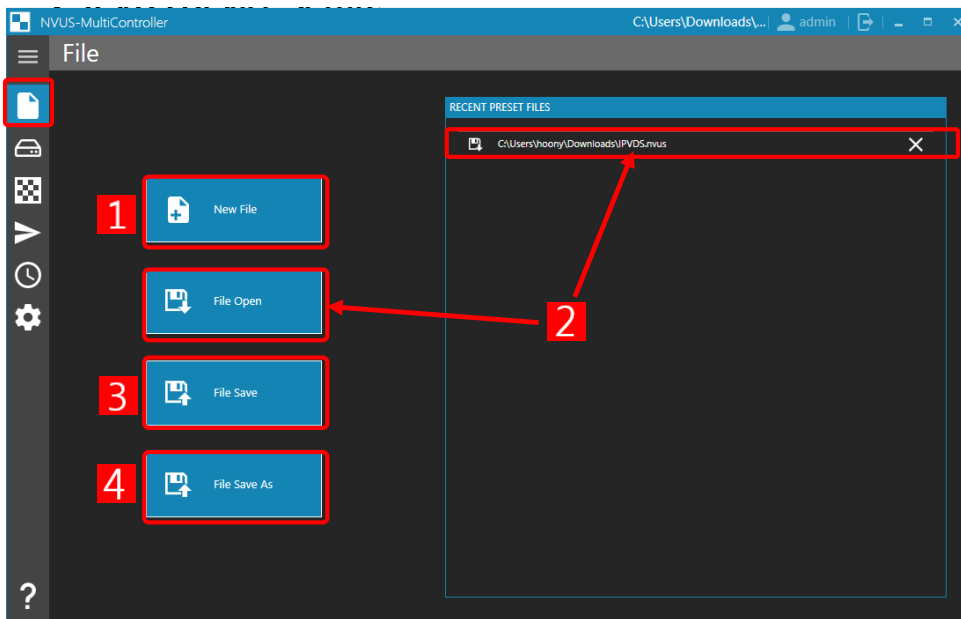 NVUS-MultiController
C:\Users\Downloads\...| admin
File
RECENT PRESET FILES
C:\Users\hoony\Downloads\IPVDS.nvus
1
New File
File Open
2
3
File Save
4
File Save As
?